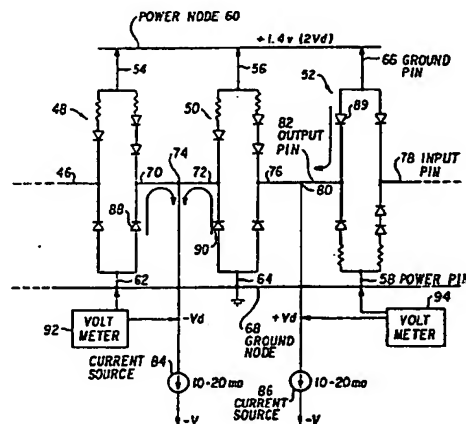 POWER NODE 60
+1.4v (2Vd)
54
56
66 GROUND
PIN
52
48
50
89
82
OUTPUT
PIN
74
46
70
72
76
78 INPUT
PIN
80
88
90
62
64
58 POWER PIN
92
VOLT
METER
-Vd
68
GROUND
NODE
+Vd
94
VOLT
METER
CURRENT
SOURCE 84
10-20ma
86
CURRENT
SOURCE
10-20ma
-V
-V